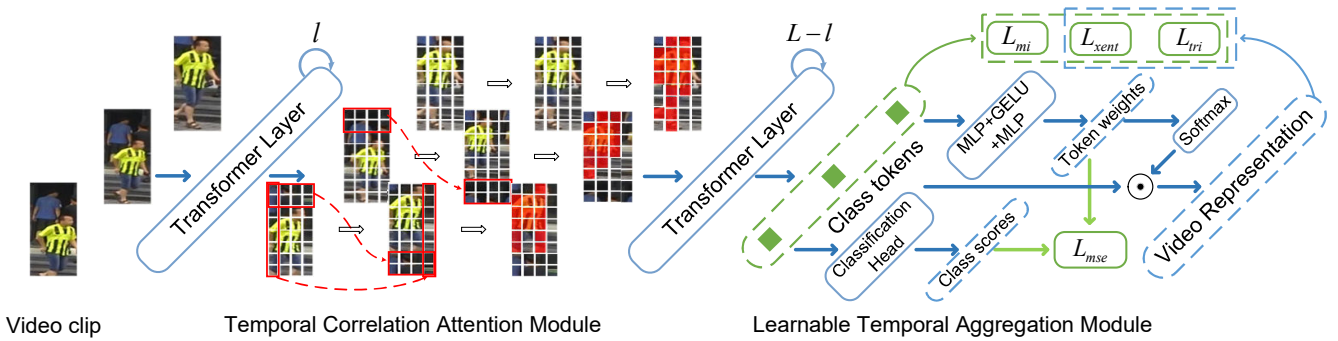 l
Transformer Layer
L − l
Transformer Layer
Class tokens
L_mi
L_xent
L_tri
MLP+GELU
+MLP
Token weights
Softmax
Classification
Head
Class scores
L_mse
Video Representation
Video clip
Temporal Correlation Attention Module
Learnable Temporal Aggregation Module